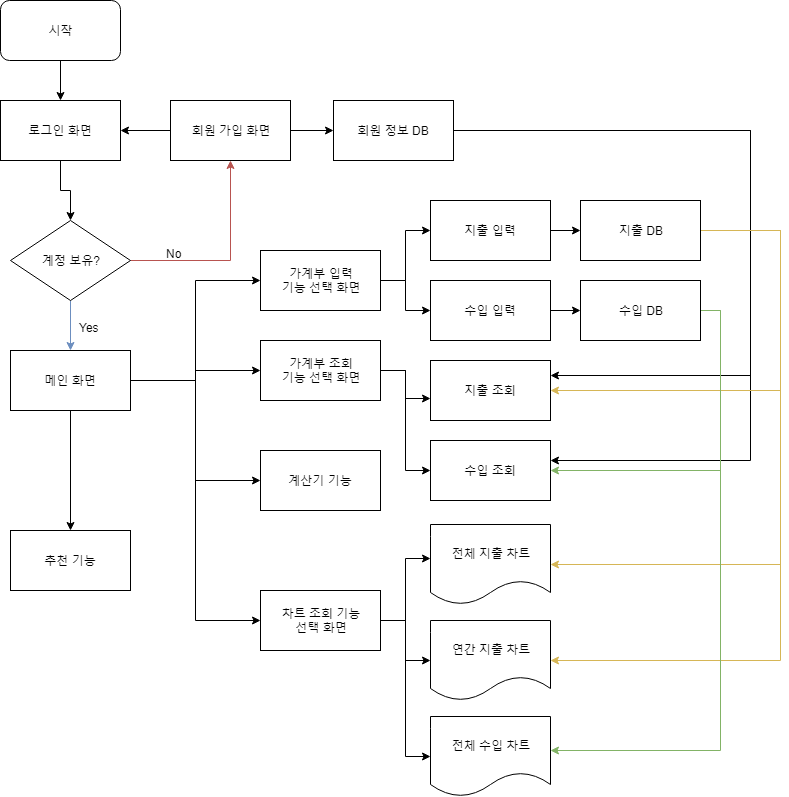 시작
로그인 화면
회원 가입 화면
회원 정보 DB
계정 보유?
No
Yes
메인 화면
추천 기능
가계부 입력
기능 선택 화면
지출 입력
지출 DB
수입 입력
수입 DB
가계부 조회
기능 선택 화면
지출 조회
수입 조회
계산기 기능
차트 조회 기능
선택 화면
전체 지출 차트
연간 지출 차트
전체 수입 차트